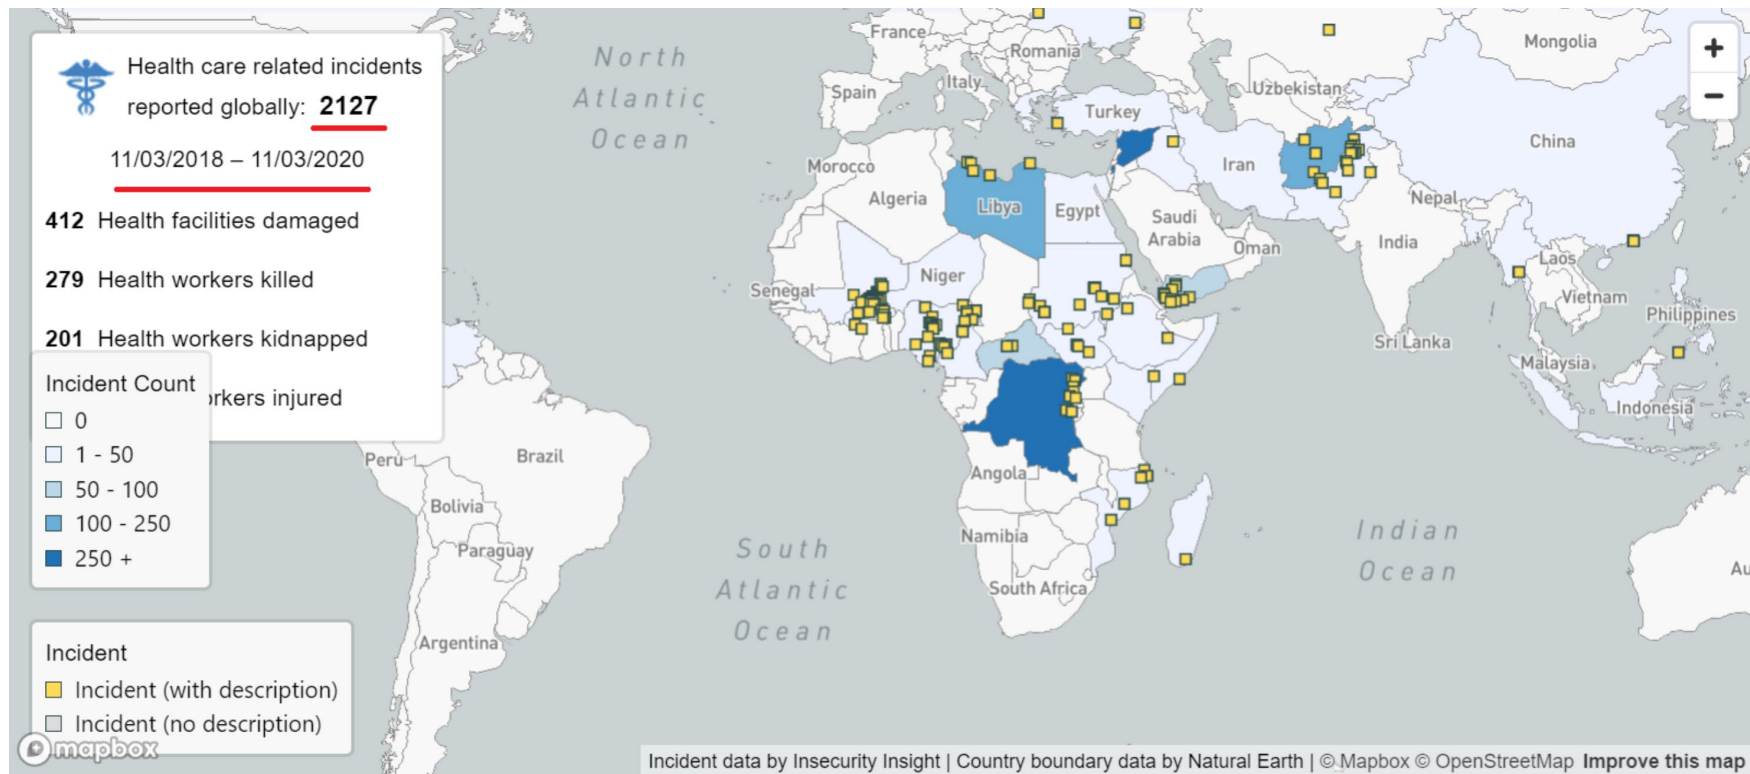 Health care related incidents
reported globally: 2127
11/03/2018 – 11/03/2020
412 Health facilities damaged
279 Health workers killed
201 Health workers kidnapped
rkers injured
Incident Count
0
1 - 50
50 - 100
100 - 250
250 +
Incident
Incident (with description)
Incident (no description)
mapbox
North
Atlantic
Ocean
South
Atlantic
Ocean
Indian
Ocean
France
Romania
Italy
Spain
Turkey
Uzbekistan
Mongolia
China
Iran
Morocco
Algeria
Libya
Egypt
Saudi
Arabia
Oman
Nepal
India
Laos
Vietnam
Philippines
Sri Lanka
Malaysia
Indonesia
Niger
Senegal
Angola
Namibia
South Africa
Peru
Brazil
Bolivia
Paraguay
Argentina
Au
+
−
Incident data by Insecurity Insight | Country boundary data by Natural Earth | © Mapbox © OpenStreetMap Improve this map